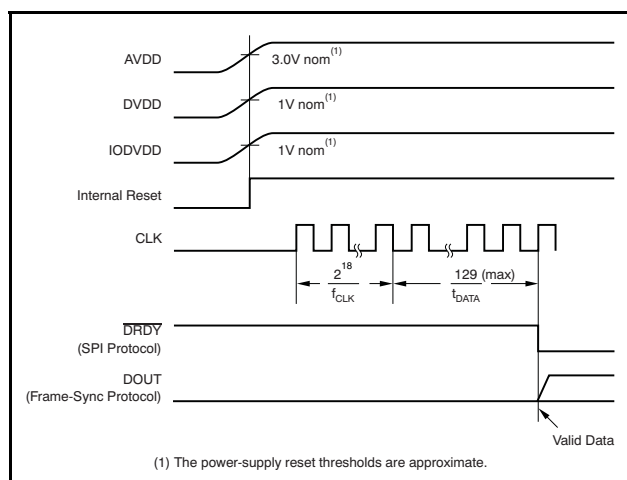 AVDD
3.0V nom(1)
DVDD
1V nom(1)
IODVDD
1V nom(1)
Internal Reset
CLK
2^18
f_CLK
129 (max)
t_DATA
DRDY
(SPI Protocol)
DOUT
(Frame-Sync Protocol)
Valid Data
(1) The power-supply reset thresholds are approximate.